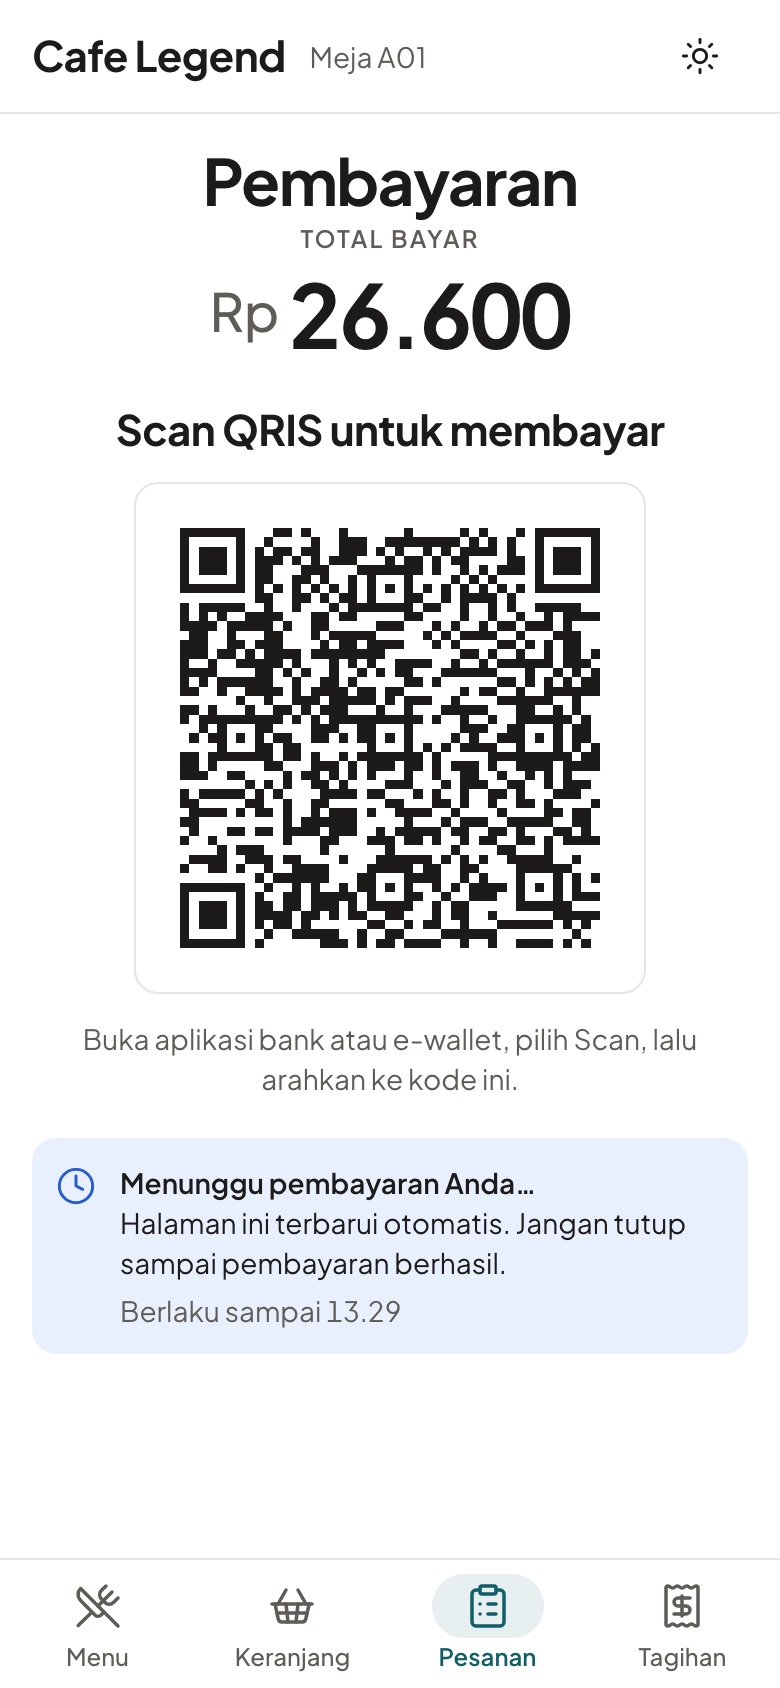 Cafe Legend Meja A01
Pembayaran
TOTAL BAYAR
Rp 26.600
Scan QRIS untuk membayar
Buka aplikasi bank atau e-wallet, pilih Scan, lalu
arahkan ke kode ini.
Menunggu pembayaran Anda...
Halaman ini terbarui otomatis. Jangan tutup
sampai pembayaran berhasil.
Berlaku sampai 13.29
Menu Keranjang Pesanan Tagihan